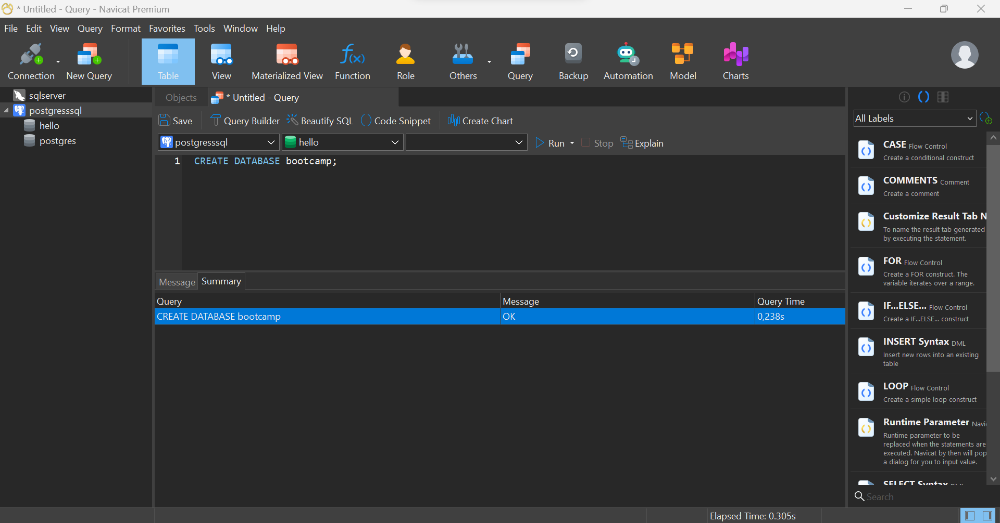 * Untitled - Query - Navicat Premium
File Edit View Query Format Favorites Tools Window Help
Connection New Query Table View Materialized View Function Role Others Query Backup Automation Model Charts
sqlserver
postgresssql
hello
postgres
Objects * Untitled - Query
Save Query Builder Beautify SQL Code Snippet Create Chart
postgresssql hello Run Stop Explain
1 CREATE DATABASE bootcamp;
Message Summary
Query Message Query Time
CREATE DATABASE bootcamp OK 0,238s
All Labels
CASE Flow Control
Create a conditional construct
COMMENTS Comment
Create a comment
Customize Result Tab N
To name the result tab generated
by executing the statement.
FOR Flow Control
Create a FOR construct. The
variable iterates over a range.
IF...ELSE... Flow Control
Create a IF...ELSE... construct
INSERT Syntax DML
Insert new rows into an existing
table
LOOP Flow Control
Create a simple loop construct
Runtime Parameter Navi
Runtime parameter to be
replaced when the statements are
executed. Navicat by then will pop
a dialog for you to input value.
SELECT Syntax DML
Search
Elapsed Time: 0.305s